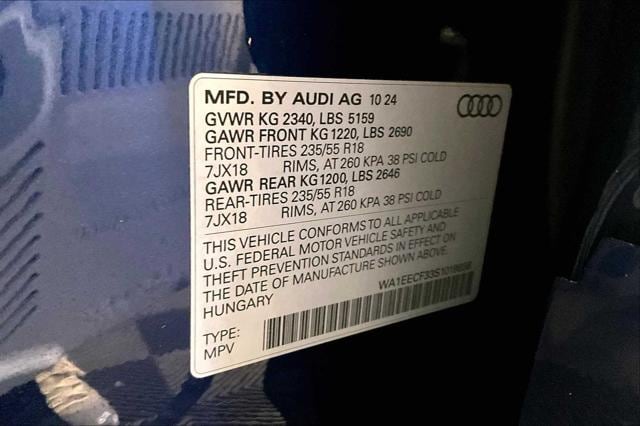 MFD. BY AUDI AG 10 24
GVWR KG 2340, LBS 5159
GAWR FRONT KG 1220, LBS 2690
FRONT-TIRES 235/55 R18
7JX18 RIMS, AT 260 KPA 38 PSI COLD
GAWR REAR KG1200, LBS 2646
REAR-TIRES 235/55 R18
7JX18 RIMS, AT 260 KPA 38 PSI COLD
THIS VEHICLE CONFORMS TO ALL APPLICABLE
U.S. FEDERAL MOTOR VEHICLE SAFETY AND
THEFT PREVENTION STANDARDS IN EFFECT ON
THE DATE OF MANUFACTURE SHOWN ABOVE.
HUNGARY
TYPE:
MPV